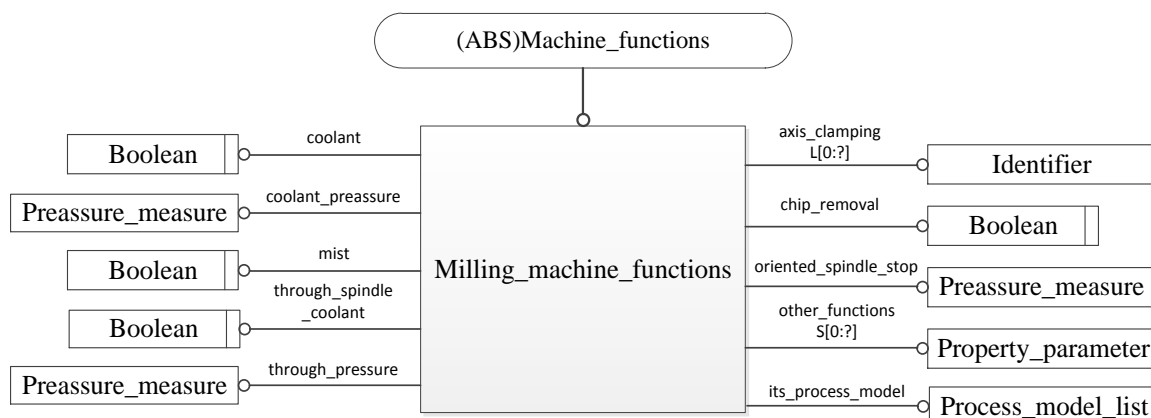 (ABS)Machine_functions
coolant
Boolean
coolant_preassure
Preassure_measure
mist
Boolean
through_spindle
_coolant
Boolean
through_pressure
Preassure_measure
Milling_machine_functions
axis_clamping
L[0:?]
Identifier
chip_removal
Boolean
oriented_spindle_stop
Preassure_measure
other_functions
S[0:?]
Property_parameter
its_process_model
Process_model_list